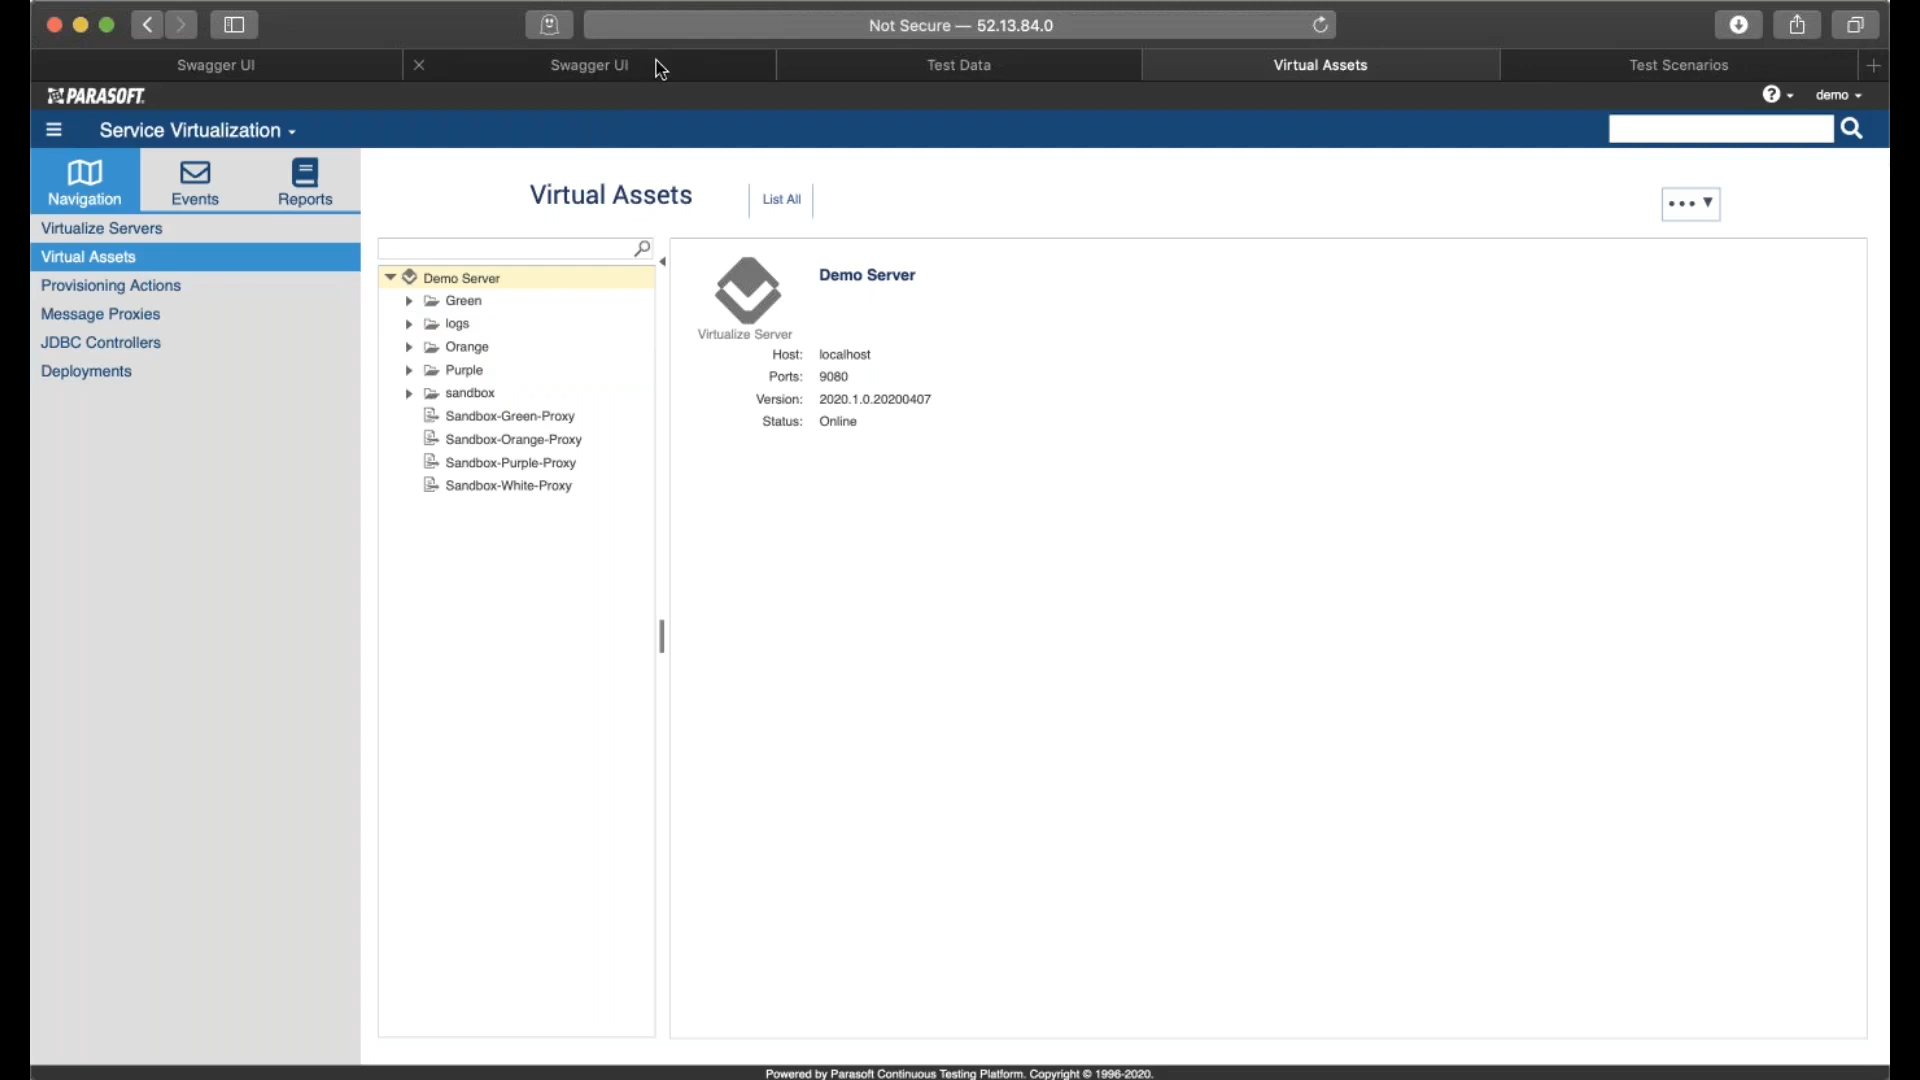 Not Secure — 52.13.84.0
Swagger UI
Swagger UI
Test Data
Virtual Assets
Test Scenarios
PARASOFT.
demo
Service Virtualization
Navigation
Events
Reports
Virtualize Servers
Virtual Assets
Provisioning Actions
Message Proxies
JDBC Controllers
Deployments
Virtual Assets
List All
Demo Server
Green
logs
Orange
Purple
sandbox
Sandbox-Green-Proxy
Sandbox-Orange-Proxy
Sandbox-Purple-Proxy
Sandbox-White-Proxy
Demo Server
Virtualize Server
Host: localhost
Ports: 9080
Version: 2020.1.0.20200407
Status: Online
Powered by Parasoft Continuous Testing Platform. Copyright © 1996-2020.